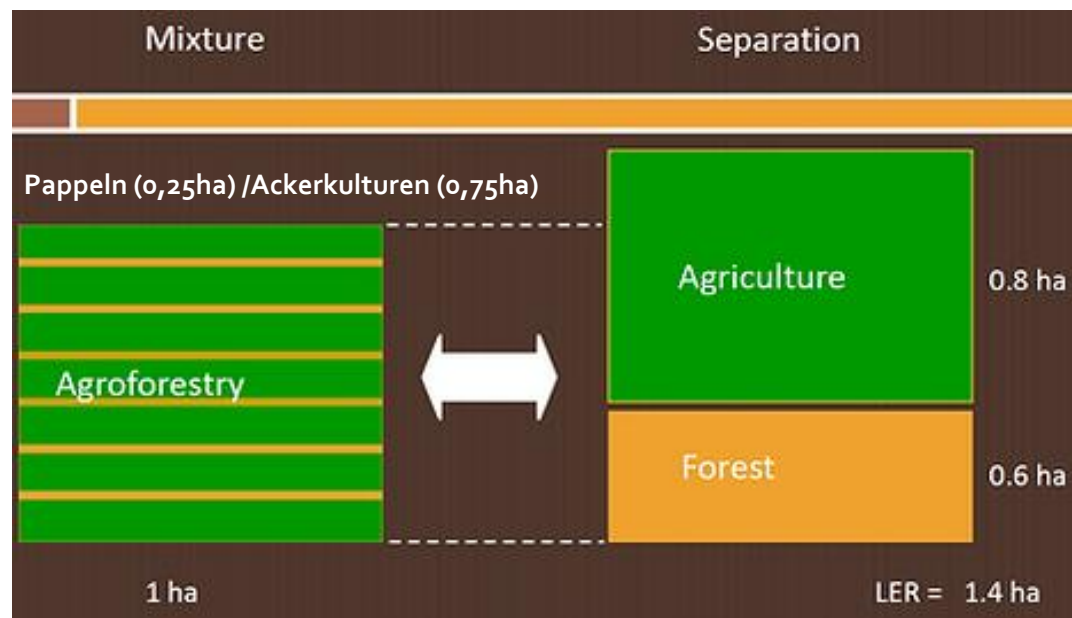 Mixture
Separation
Pappeln (0,25ha) /Ackerkulturen (0,75ha)
Agriculture
0.8 ha
Agroforestry
Forest
0.6 ha
1 ha
LER = 1.4 ha